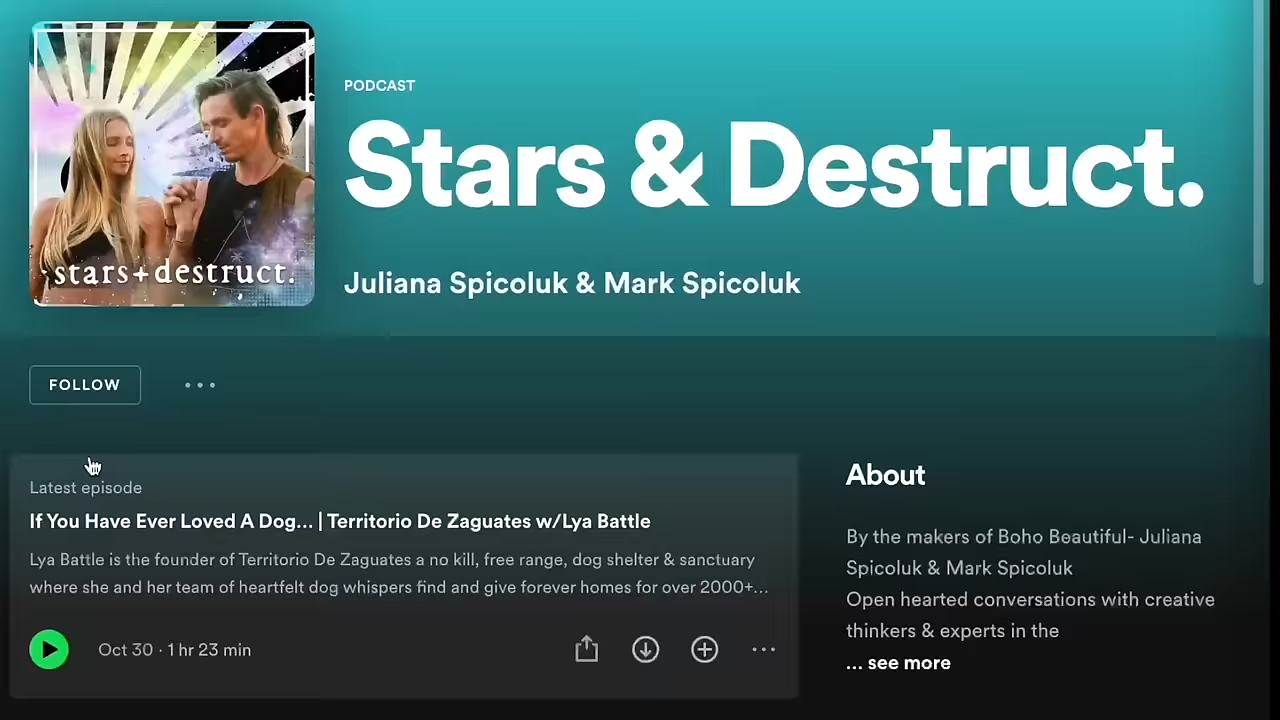 stars+destruct.
PODCAST
Stars & Destruct.
Juliana Spicoluk & Mark Spicoluk
FOLLOW
Latest episode
If You Have Ever Loved A Dog... | Territorio De Zaguates w/Lya Battle
Lya Battle is the founder of Territorio De Zaguates a no kill, free range, dog shelter & sanctuary
where she and her team of heartfelt dog whispers find and give forever homes for over 2000+...
Oct 30 · 1 hr 23 min
About
By the makers of Boho Beautiful- Juliana
Spicoluk & Mark Spicoluk
Open hearted conversations with creative
thinkers & experts in the
... see more